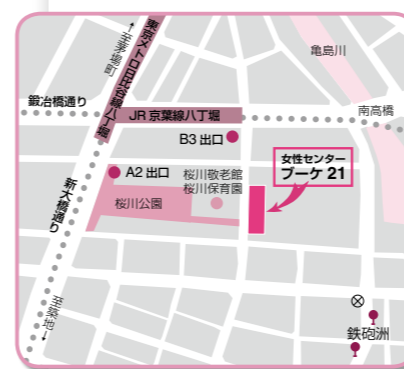 ←至茅場町
東京メトロ日比谷線八丁堀
亀島川
鍛冶橋通り
JR 京葉線八丁堀
南高橋
B3 出口
女性センター
ブーケ 21
A2 出口
桜川敬老館
桜川保育園
桜川公園
新大橋通り
至築地→
鉄砲洲